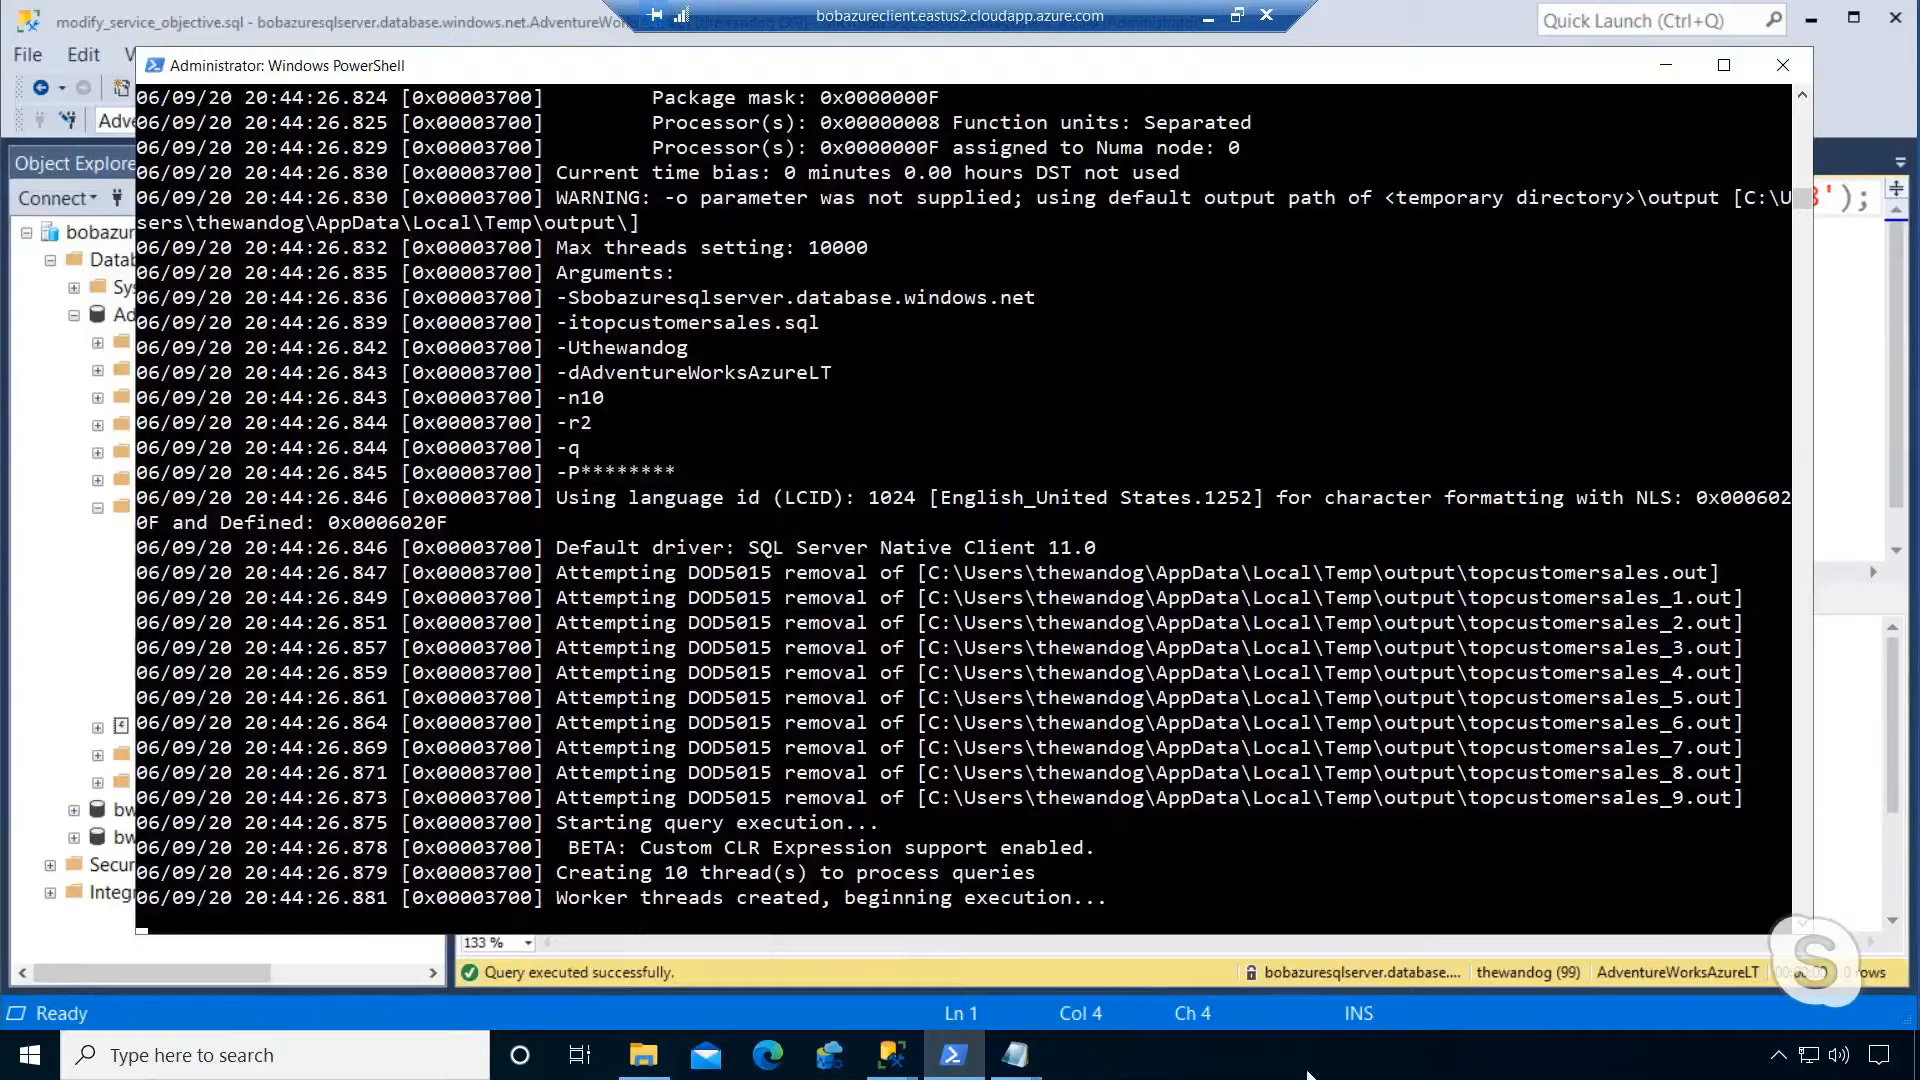 modify_service_objective.sql - bobazuresqlserver.database.windows.net.AdventureWo
bobazureclient.eastus2.cloudapp.azure.com
Quick Launch (Ctrl+Q)
File Edit V
Administrator: Windows PowerShell
Adve
Object Explore
Connect
bobazur
Datab
Sys
Ad
bw
bw
Secur
Integr
06/09/20 20:44:26.824 [0x00003700]         Package mask: 0x0000000F
06/09/20 20:44:26.825 [0x00003700]         Processor(s): 0x00000008 Function units: Separated
06/09/20 20:44:26.829 [0x00003700]         Processor(s): 0x0000000F assigned to Numa node: 0
06/09/20 20:44:26.830 [0x00003700] Current time bias: 0 minutes 0.00 hours DST not used
06/09/20 20:44:26.830 [0x00003700] WARNING: -o parameter was not supplied; using default output path of <temporary directory>\output [C:\U
sers\thewandog\AppData\Local\Temp\output\]
06/09/20 20:44:26.832 [0x00003700] Max threads setting: 10000
06/09/20 20:44:26.835 [0x00003700] Arguments:
06/09/20 20:44:26.836 [0x00003700] -Sbobazuresqlserver.database.windows.net
06/09/20 20:44:26.839 [0x00003700] -itopcustomersales.sql
06/09/20 20:44:26.842 [0x00003700] -Uthewandog
06/09/20 20:44:26.843 [0x00003700] -dAdventureWorksAzureLT
06/09/20 20:44:26.843 [0x00003700] -n10
06/09/20 20:44:26.844 [0x00003700] -r2
06/09/20 20:44:26.844 [0x00003700] -q
06/09/20 20:44:26.845 [0x00003700] -P********
06/09/20 20:44:26.846 [0x00003700] Using language id (LCID): 1024 [English_United States.1252] for character formatting with NLS: 0x000602
0F and Defined: 0x0006020F
06/09/20 20:44:26.846 [0x00003700] Default driver: SQL Server Native Client 11.0
06/09/20 20:44:26.847 [0x00003700] Attempting DOD5015 removal of [C:\Users\thewandog\AppData\Local\Temp\output\topcustomersales.out]
06/09/20 20:44:26.849 [0x00003700] Attempting DOD5015 removal of [C:\Users\thewandog\AppData\Local\Temp\output\topcustomersales_1.out]
06/09/20 20:44:26.851 [0x00003700] Attempting DOD5015 removal of [C:\Users\thewandog\AppData\Local\Temp\output\topcustomersales_2.out]
06/09/20 20:44:26.857 [0x00003700] Attempting DOD5015 removal of [C:\Users\thewandog\AppData\Local\Temp\output\topcustomersales_3.out]
06/09/20 20:44:26.859 [0x00003700] Attempting DOD5015 removal of [C:\Users\thewandog\AppData\Local\Temp\output\topcustomersales_4.out]
06/09/20 20:44:26.861 [0x00003700] Attempting DOD5015 removal of [C:\Users\thewandog\AppData\Local\Temp\output\topcustomersales_5.out]
06/09/20 20:44:26.864 [0x00003700] Attempting DOD5015 removal of [C:\Users\thewandog\AppData\Local\Temp\output\topcustomersales_6.out]
06/09/20 20:44:26.869 [0x00003700] Attempting DOD5015 removal of [C:\Users\thewandog\AppData\Local\Temp\output\topcustomersales_7.out]
06/09/20 20:44:26.871 [0x00003700] Attempting DOD5015 removal of [C:\Users\thewandog\AppData\Local\Temp\output\topcustomersales_8.out]
06/09/20 20:44:26.873 [0x00003700] Attempting DOD5015 removal of [C:\Users\thewandog\AppData\Local\Temp\output\topcustomersales_9.out]
06/09/20 20:44:26.875 [0x00003700] Starting query execution...
06/09/20 20:44:26.878 [0x00003700]  BETA: Custom CLR Expression support enabled.
06/09/20 20:44:26.879 [0x00003700] Creating 10 thread(s) to process queries
06/09/20 20:44:26.881 [0x00003700] Worker threads created, beginning execution...
');
133 %
Query executed successfully.
bobazuresqlserver.database.... thewandog (99) AdventureWorksAzureLT
Ready Ln 1 Col 4 Ch 4 INS
Type here to search